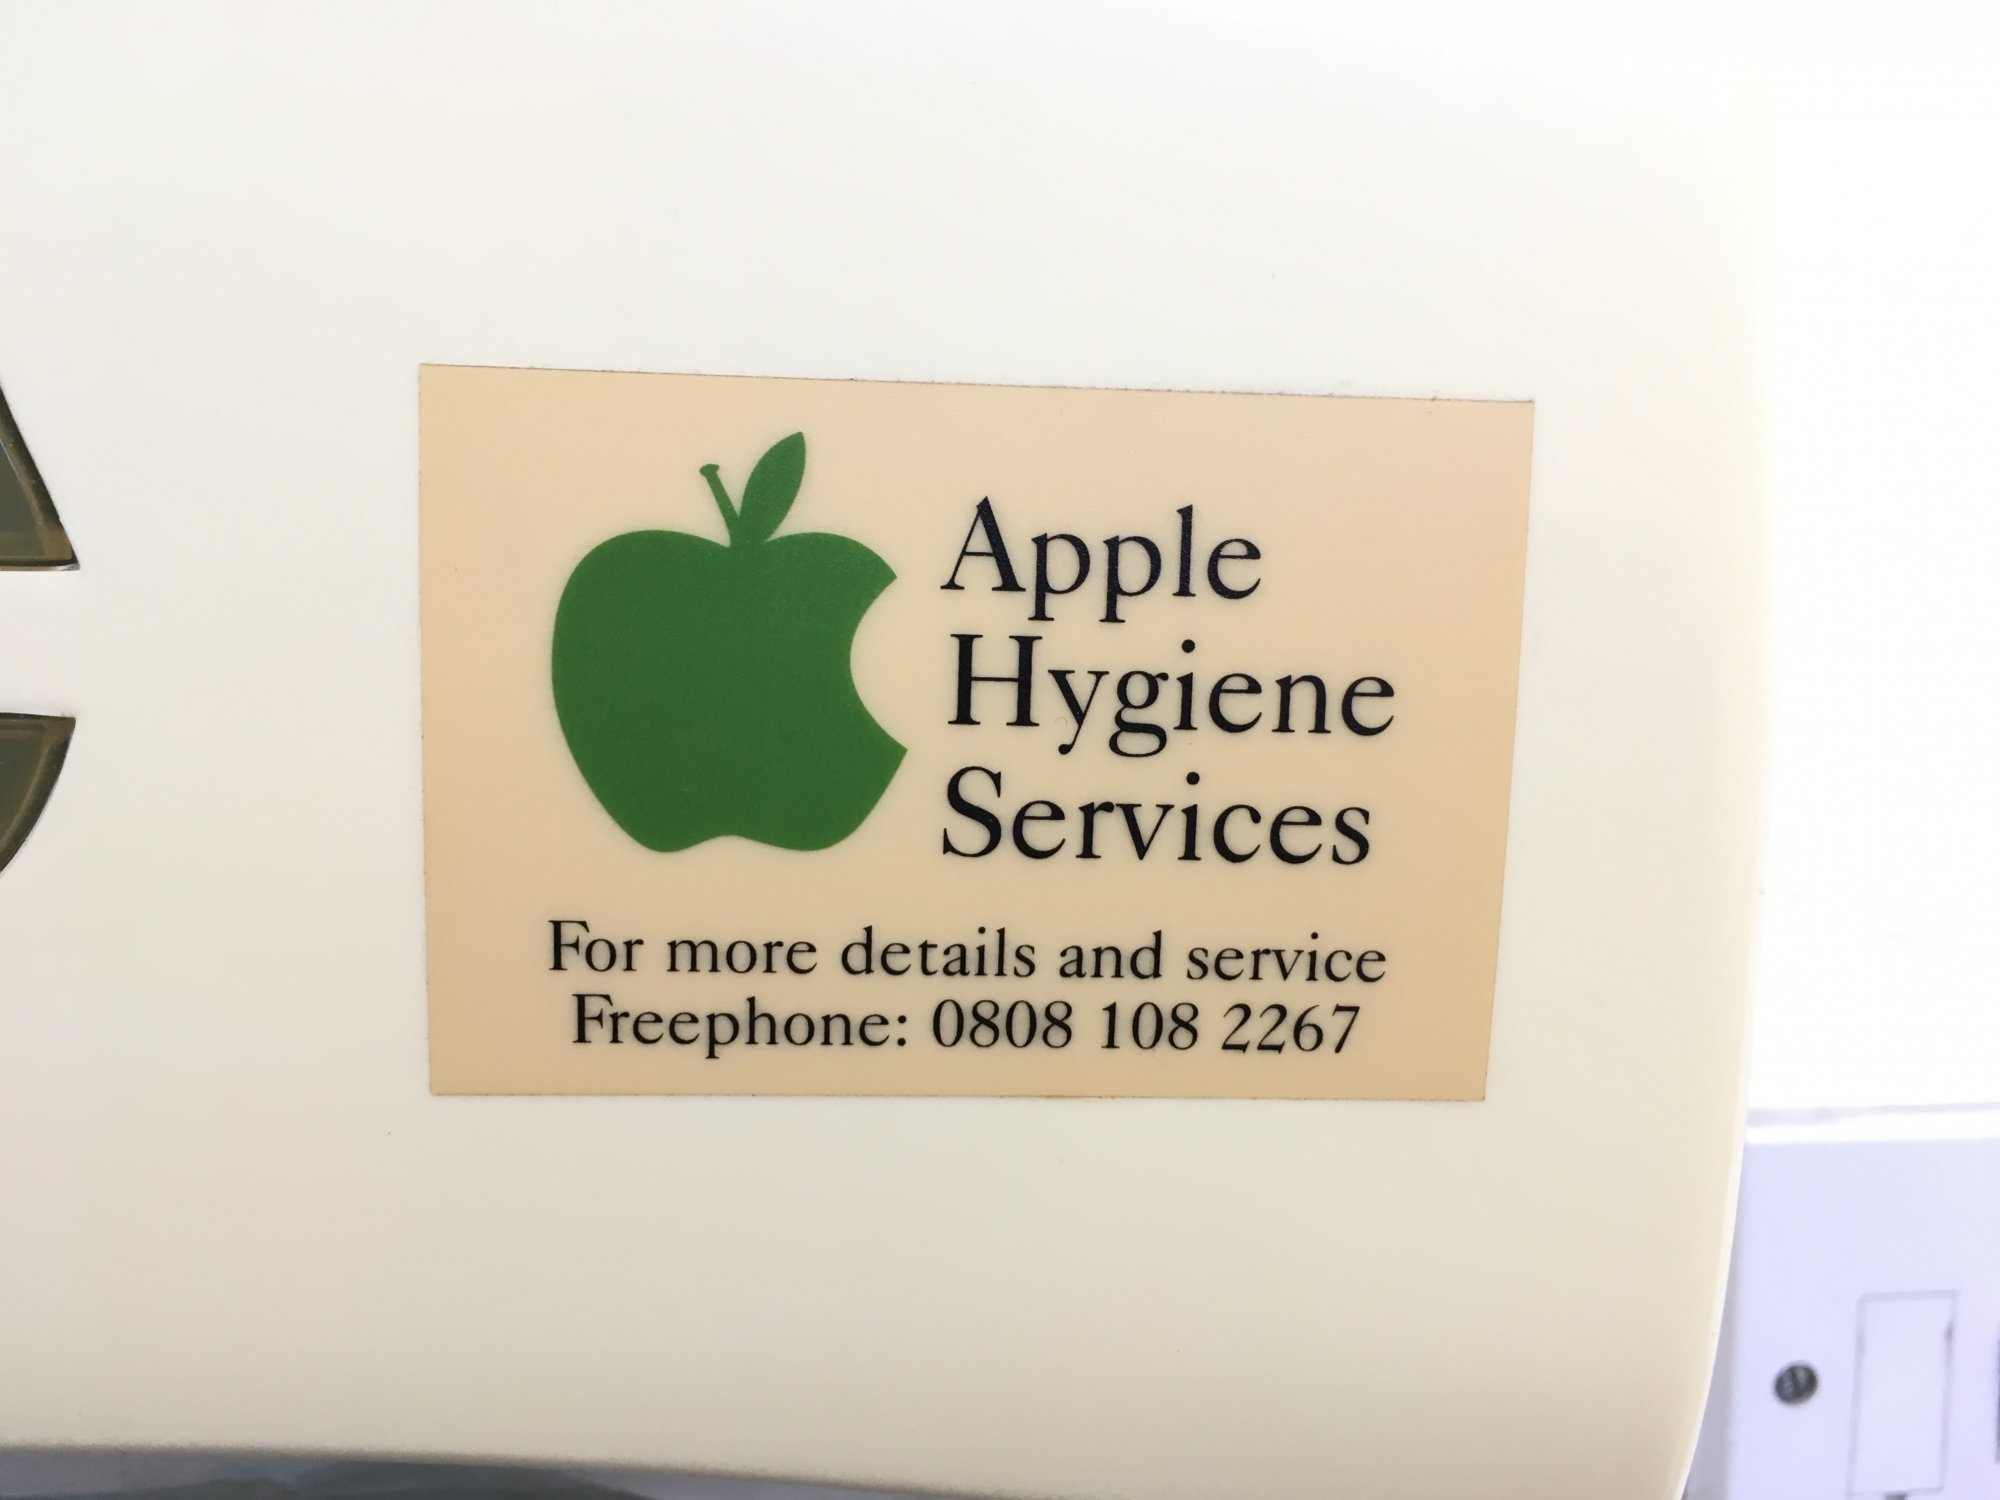 Apple
Hygiene
Services
For more details and service
Freephone: 0808 108 2267